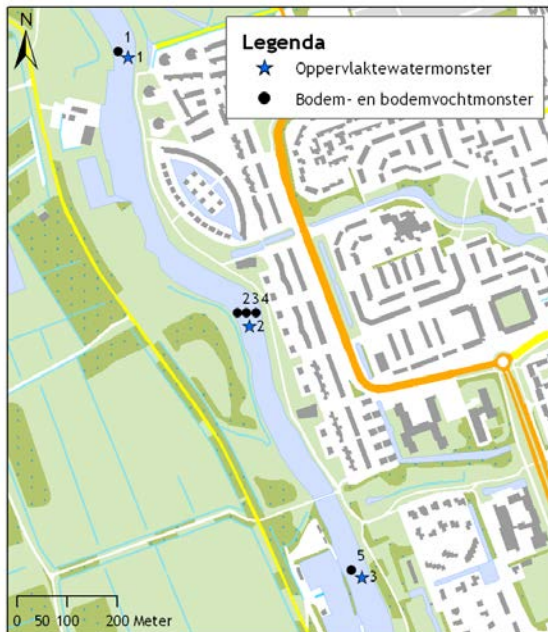 N
1
1
Legenda
Oppervlaktewatermonster
Bodem- en bodemvochtmonster
234
2
5
3
0 50 100 200 Meter